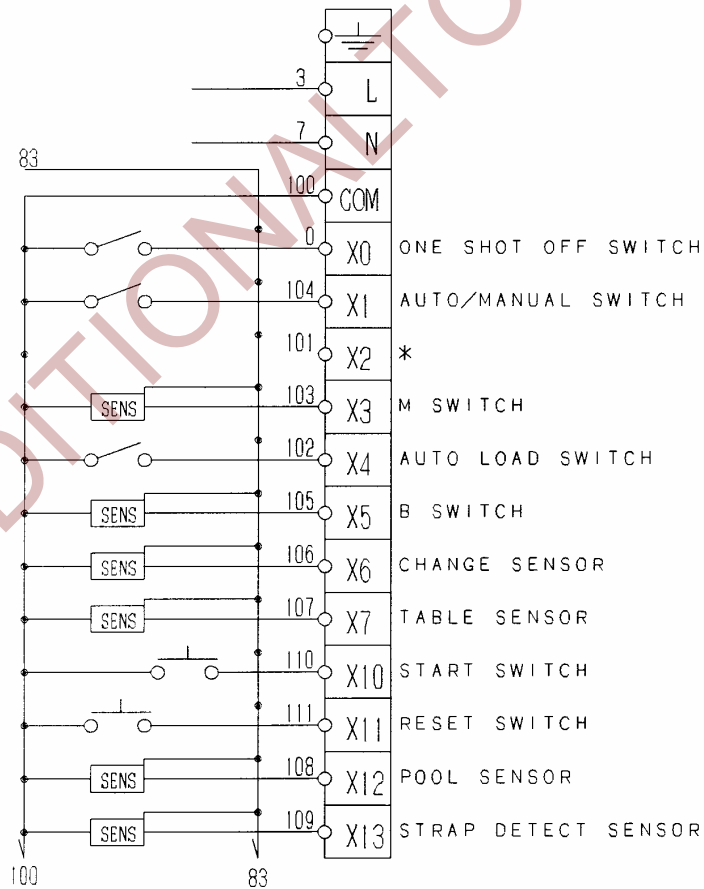 3 L
7 N
83
100 COM
0 X0 ONE SHOT OFF SWITCH
104 X1 AUTO/MANUAL SWITCH
101 X2 *
SENS 103 X3 M SWITCH
102 X4 AUTO LOAD SWITCH
SENS 105 X5 B SWITCH
SENS 106 X6 CHANGE SENSOR
SENS 107 X7 TABLE SENSOR
110 X10 START SWITCH
111 X11 RESET SWITCH
SENS 108 X12 POOL SENSOR
SENS 109 X13 STRAP DETECT SENSOR
100 83
DITIONAL TO